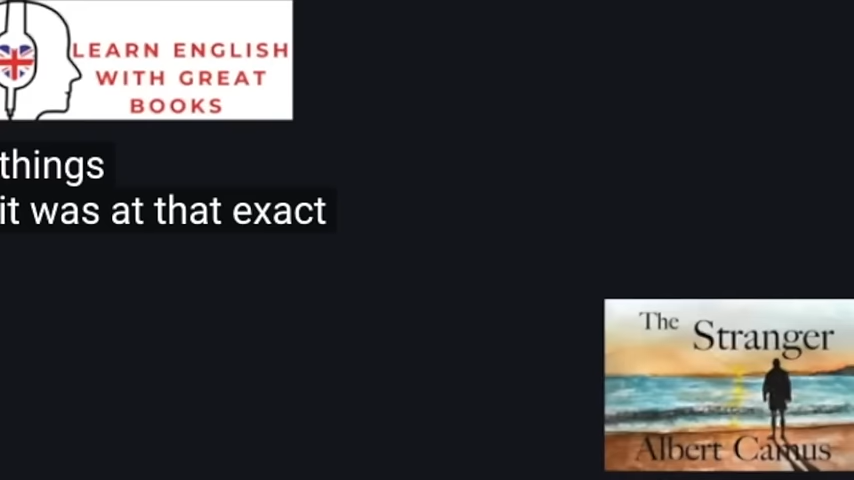 LEARN ENGLISH
WITH GREAT
BOOKS
things
it was at that exact
The Stranger
Albert Camus